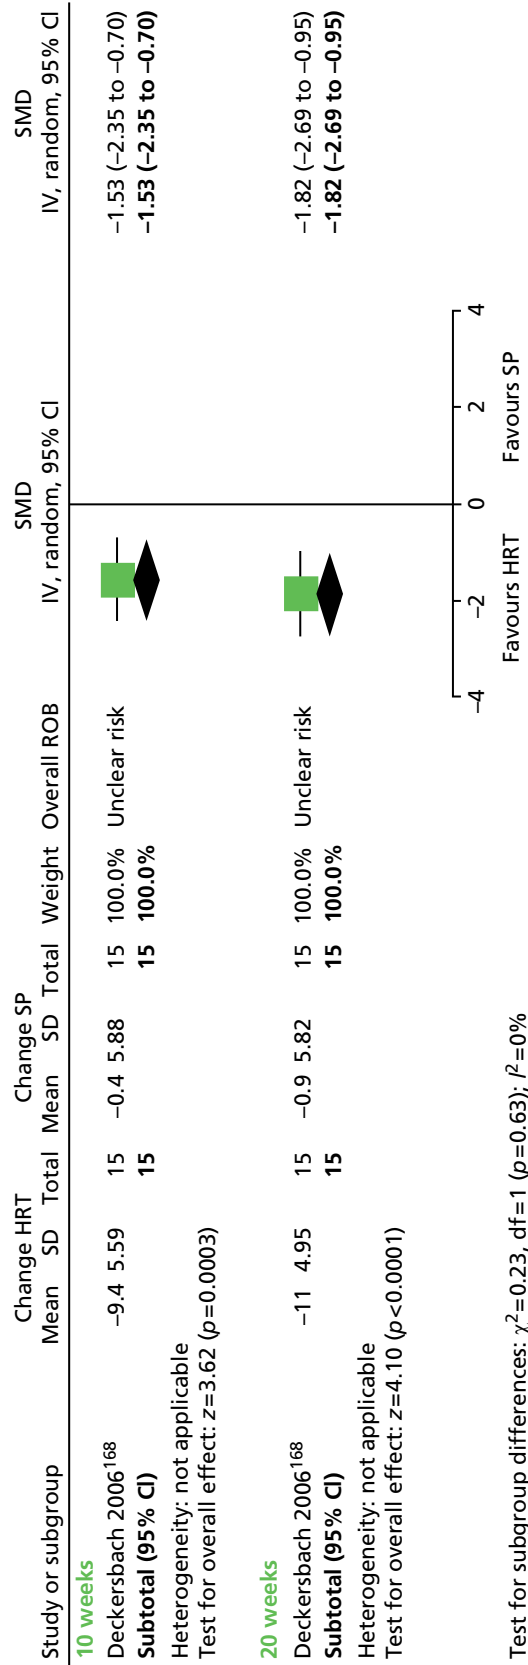 Change HRT Change SP SMD SMD
Study or subgroup Mean SD Total Mean SD Total Weight Overall ROB IV, random, 95% CI IV, random, 95% CI
10 weeks
Deckersbach 2006168 −9.4 5.59 15 −0.4 5.88 15 100.0% Unclear risk −1.53 (−2.35 to −0.70)
Subtotal (95% CI) 15 15 100.0% −1.53 (−2.35 to −0.70)
Heterogeneity: not applicable
Test for overall effect: z=3.62 (p=0.0003)
20 weeks
Deckersbach 2006168 −11 4.95 15 −0.9 5.82 15 100.0% Unclear risk −1.82 (−2.69 to −0.95)
Subtotal (95% CI) 15 15 100.0% −1.82 (−2.69 to −0.95)
Heterogeneity: not applicable
Test for overall effect: z=4.10 (p<0.0001)
−4 −2 0 2 4
Favours HRT Favours SP
Test for subgroup differences: χ2=0.23, df=1 (p=0.63); I2=0%